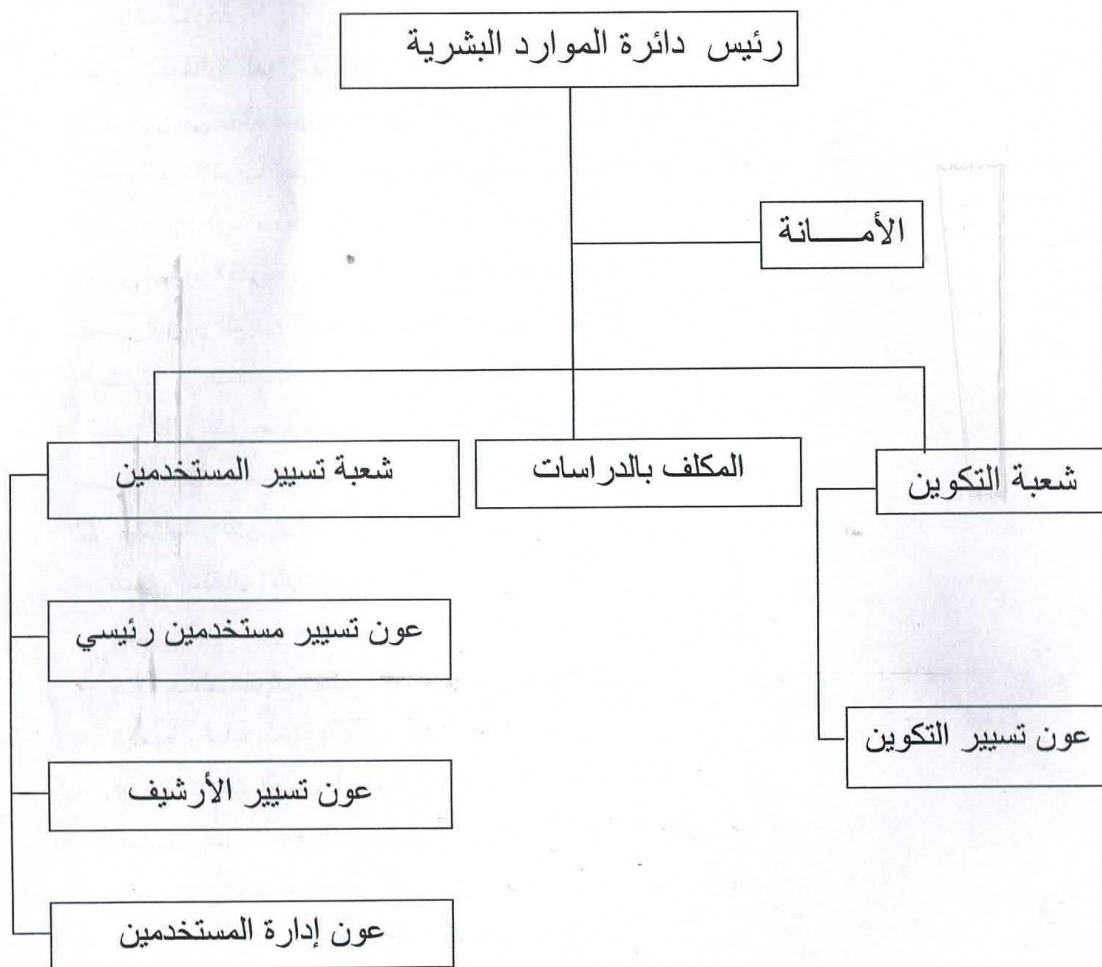 رئيس دائرة الموارد البشرية
الأمـــــانة
شعبة التكوين
المكلف بالدراسات
شعبة تسيير المستخدمين
عون تسيير مستخدمين رئيسي
عون تسيير التكوين
عون تسيير الأرشيف
عون إدارة المستخدمين